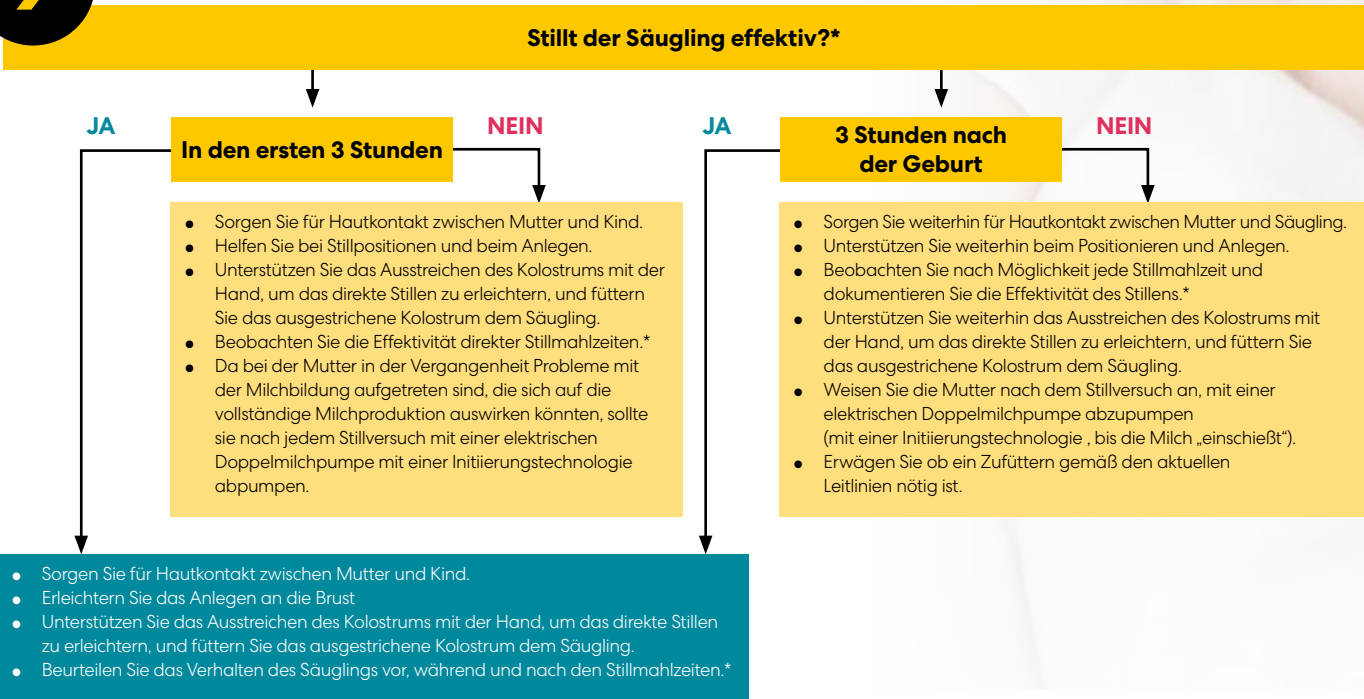 Stillt der Säugling effektiv?*
JA
In den ersten 3 Stunden
NEIN
● Sorgen Sie für Hautkontakt zwischen Mutter und Kind.
● Helfen Sie bei Stillpositionen und beim Anlegen.
● Unterstützen Sie das Ausstreichen des Kolostrums mit der
Hand, um das direkte Stillen zu erleichtern, und füttern
Sie das ausgestrichene Kolostrum dem Säugling.
● Beobachten Sie die Effektivität direkter Stillmahlzeiten.*
● Da bei der Mutter in der Vergangenheit Probleme mit
der Milchbildung aufgetreten sind, die sich auf die
vollständige Milchproduktion auswirken könnten, sollte
sie nach jedem Stillversuch mit einer elektrischen
Doppelmilchpumpe mit einer Initiierungstechnologie
abpumpen.
JA
3 Stunden nach
der Geburt
NEIN
● Sorgen Sie weiterhin für Hautkontakt zwischen Mutter und Säugling.
● Unterstützen Sie weiterhin beim Positionieren und Anlegen.
● Beobachten Sie nach Möglichkeit jede Stillmahlzeit und
dokumentieren Sie die Effektivität des Stillens.*
● Unterstützen Sie weiterhin das Ausstreichen des Kolostrums mit
der Hand, um das direkte Stillen zu erleichtern, und füttern Sie
das ausgestrichene Kolostrum dem Säugling.
● Weisen Sie die Mutter nach dem Stillversuch an, mit einer
elektrischen Doppelmilchpumpe abzupumpen
(mit einer Initiierungstechnologie , bis die Milch „einschießt“).
● Erwägen Sie ob ein Zufüttern gemäß den aktuellen
Leitlinien nötig ist.
● Sorgen Sie für Hautkontakt zwischen Mutter und Kind.
● Erleichtern Sie das Anlegen an die Brust
● Unterstützen Sie das Ausstreichen des Kolostrums mit der Hand, um das direkte Stillen
zu erleichtern, und füttern Sie das ausgestrichene Kolostrum dem Säugling.
● Beurteilen Sie das Verhalten des Säuglings vor, während und nach den Stillmahlzeiten.*